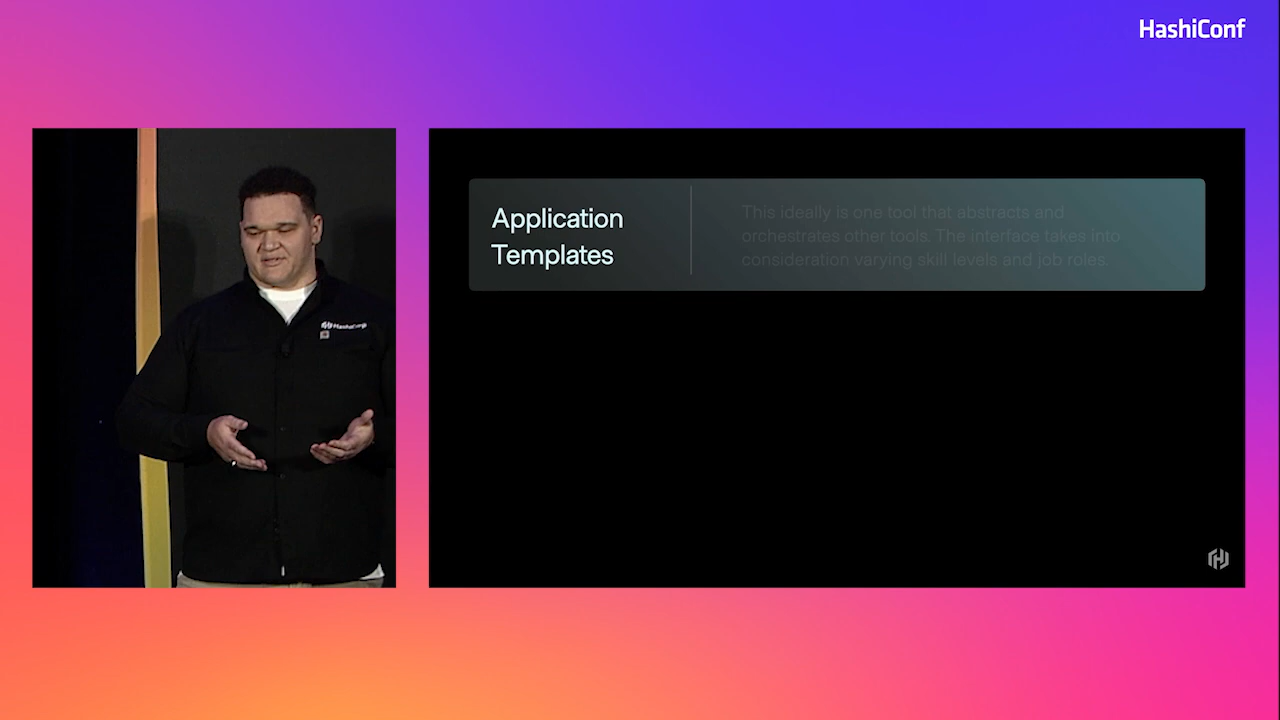 HashiConf
HashiCorp
Application
Templates
This ideally is one tool that abstracts and
orchestrates other tools. The interface takes into
consideration varying skill levels and job roles.